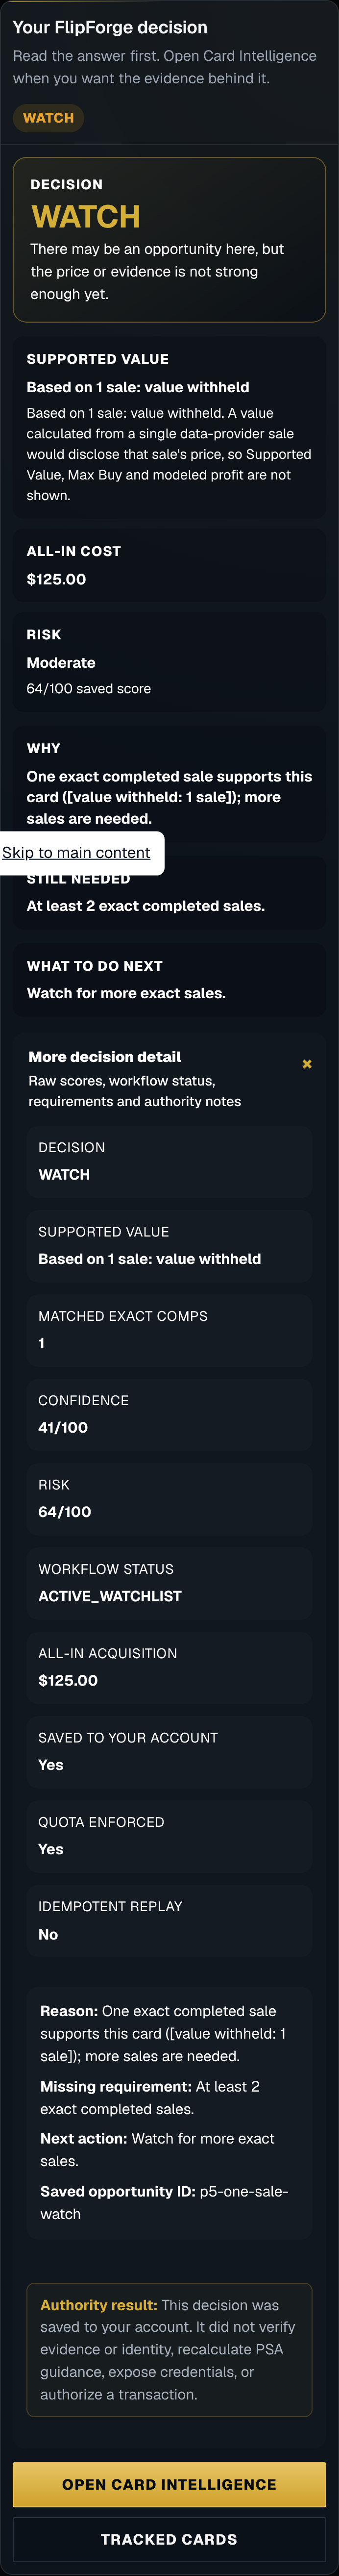 Your FlipForge decision
Read the answer first. Open Card Intelligence
when you want the evidence behind it.
WATCH
DECISION
WATCH
There may be an opportunity here, but
the price or evidence is not strong
enough yet.
SUPPORTED VALUE
Based on 1 sale: value withheld
Based on 1 sale: value withheld. A value
calculated from a single data-provider sale
would disclose that sale's price, so Supported
Value, Max Buy and modeled profit are not
shown.
ALL-IN COST
$125.00
RISK
Moderate
64/100 saved score
WHY
One exact completed sale supports this
card ([value withheld: 1 sale]); more
sales are needed.
Skip to main content
STILL NEEDED
At least 2 exact completed sales.
WHAT TO DO NEXT
Watch for more exact sales.
More decision detail
Raw scores, workflow status,
requirements and authority notes
DECISION
WATCH
SUPPORTED VALUE
Based on 1 sale: value withheld
MATCHED EXACT COMPS
1
CONFIDENCE
41/100
RISK
64/100
WORKFLOW STATUS
ACTIVE_WATCHLIST
ALL-IN ACQUISITION
$125.00
SAVED TO YOUR ACCOUNT
Yes
QUOTA ENFORCED
Yes
IDEMPOTENT REPLAY
No
Reason: One exact completed sale
supports this card ([value withheld: 1
sale]); more sales are needed.
Missing requirement: At least 2
exact completed sales.
Next action: Watch for more exact
sales.
Saved opportunity ID: p5-one-sale-
watch
Authority result: This decision was
saved to your account. It did not verify
evidence or identity, recalculate PSA
guidance, expose credentials, or
authorize a transaction.
OPEN CARD INTELLIGENCE
TRACKED CARDS